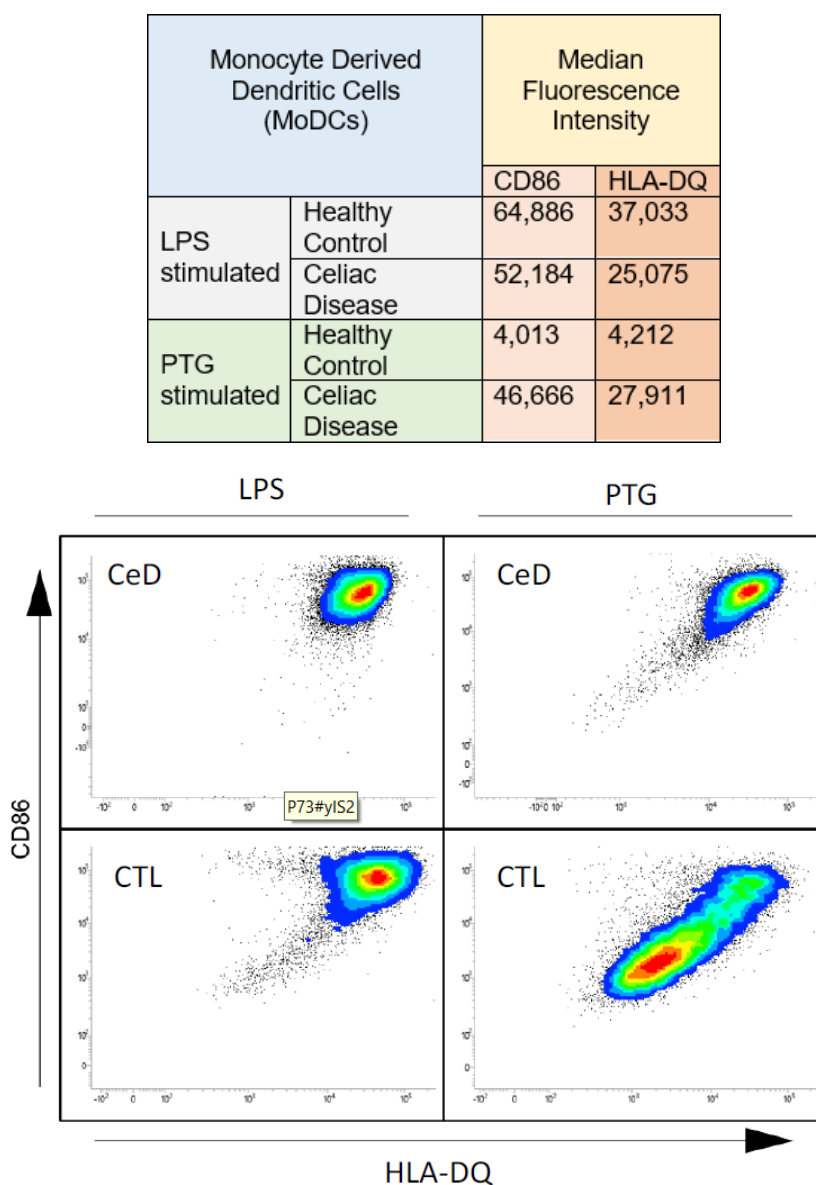 Monocyte Derived
Dendritic Cells
(MoDCs)
Median
Fluorescence
Intensity
CD86
HLA-DQ
LPS
stimulated
Healthy
Control
64,886
37,033
Celiac
Disease
52,184
25,075
PTG
stimulated
Healthy
Control
4,013
4,212
Celiac
Disease
46,666
27,911
LPS
PTG
CeD
CeD
P73#yIS2
CD86
CTL
CTL
HLA-DQ